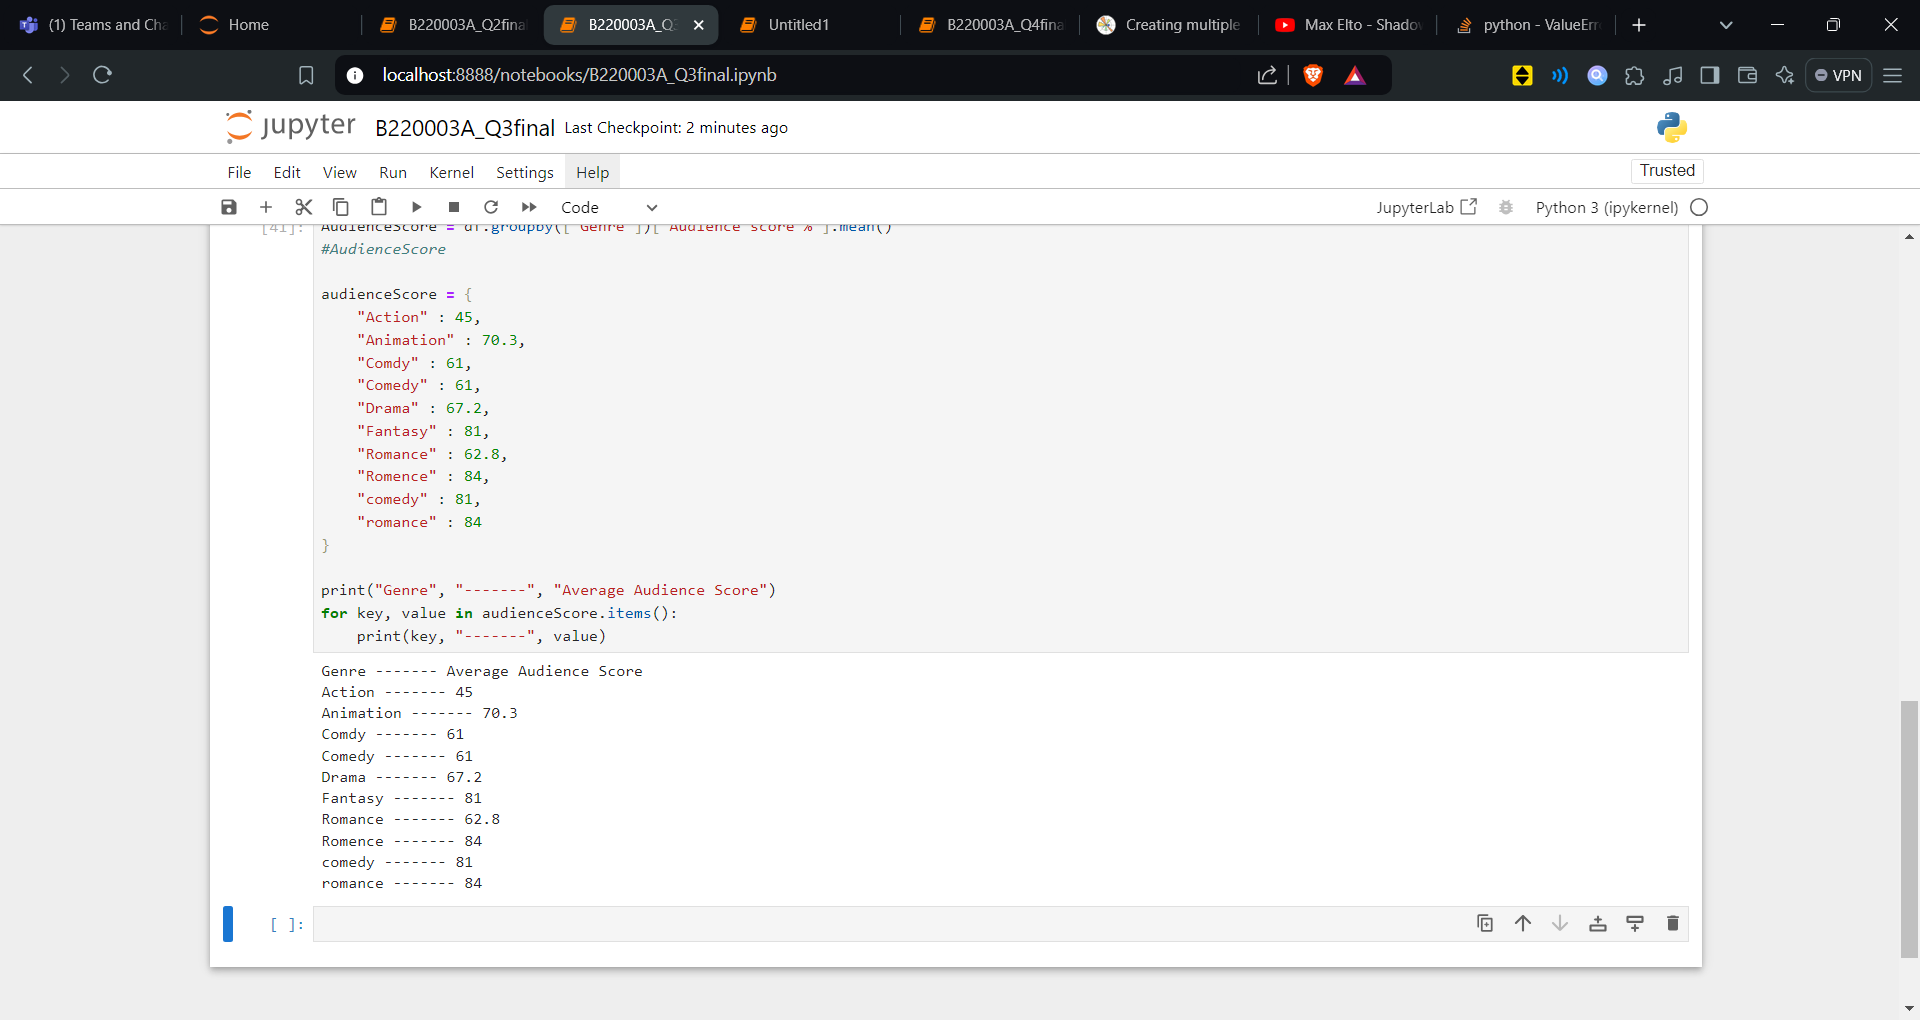 (1) Teams and Cha
Home
B220003A_Q2fina
B220003A_Q3
Untitled1
B220003A_Q4fina
Creating multiple
Max Elto - Shadow
python - ValueErro
localhost:8888/notebooks/B220003A_Q3final.ipynb
VPN
jupyter B220003A_Q3final Last Checkpoint: 2 minutes ago
File Edit View Run Kernel Settings Help
Trusted
Code
JupyterLab
Python 3 (ipykernel)
[41]: AudienceScore = df.groupby(["Genre"])["Audience score %"].mean()
#AudienceScore
audienceScore = {
"Action" : 45,
"Animation" : 70.3,
"Comdy" : 61,
"Comedy" : 61,
"Drama" : 67.2,
"Fantasy" : 81,
"Romance" : 62.8,
"Romence" : 84,
"comedy" : 81,
"romance" : 84
}
print("Genre", "-------", "Average Audience Score")
for key, value in audienceScore.items():
print(key, "-------", value)
Genre ------- Average Audience Score
Action ------- 45
Animation ------- 70.3
Comdy ------- 61
Comedy ------- 61
Drama ------- 67.2
Fantasy ------- 81
Romance ------- 62.8
Romence ------- 84
comedy ------- 81
romance ------- 84
[ ]: